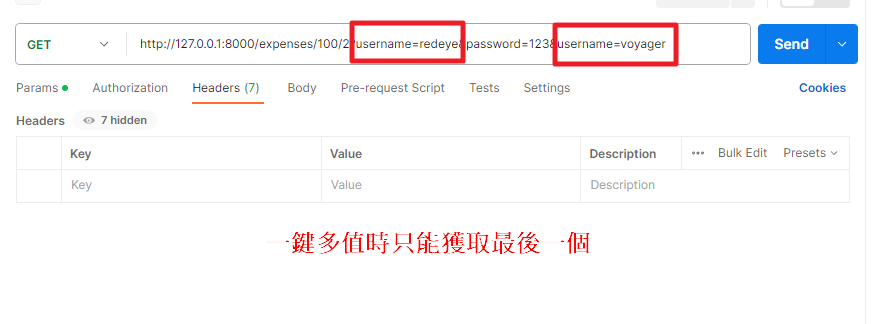 GET
http://127.0.0.1:8000/expenses/100/2?username=redeye&password=123&username=voyager
Send
Params
Authorization
Headers (7)
Body
Pre-request Script
Tests
Settings
Cookies
Headers
7 hidden
Key
Value
Description
Bulk Edit
Presets
Key
Value
Description
一鍵多值時只能獲取最後一個